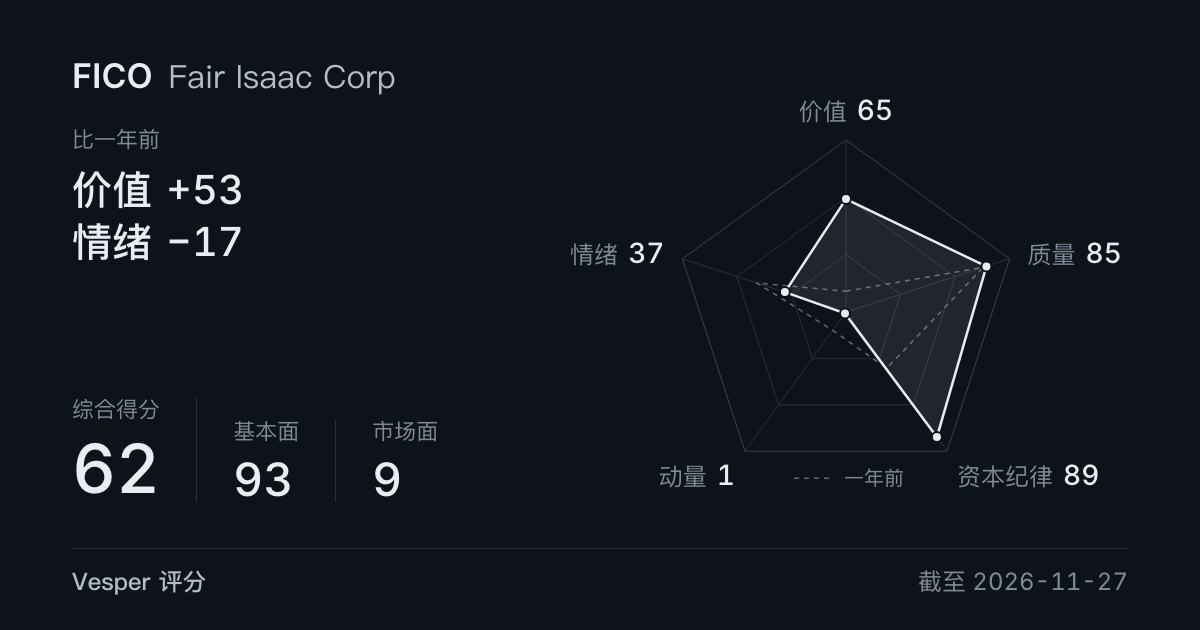 FICO Fair Isaac Corp
比一年前
价值 +53
情绪 −17
价值 65
情绪 37
质量 85
动量 1
---- 一年前
资本纪律 89
综合得分
62
基本面
93
市场面
9
Vesper 评分
截至 2026-11-27